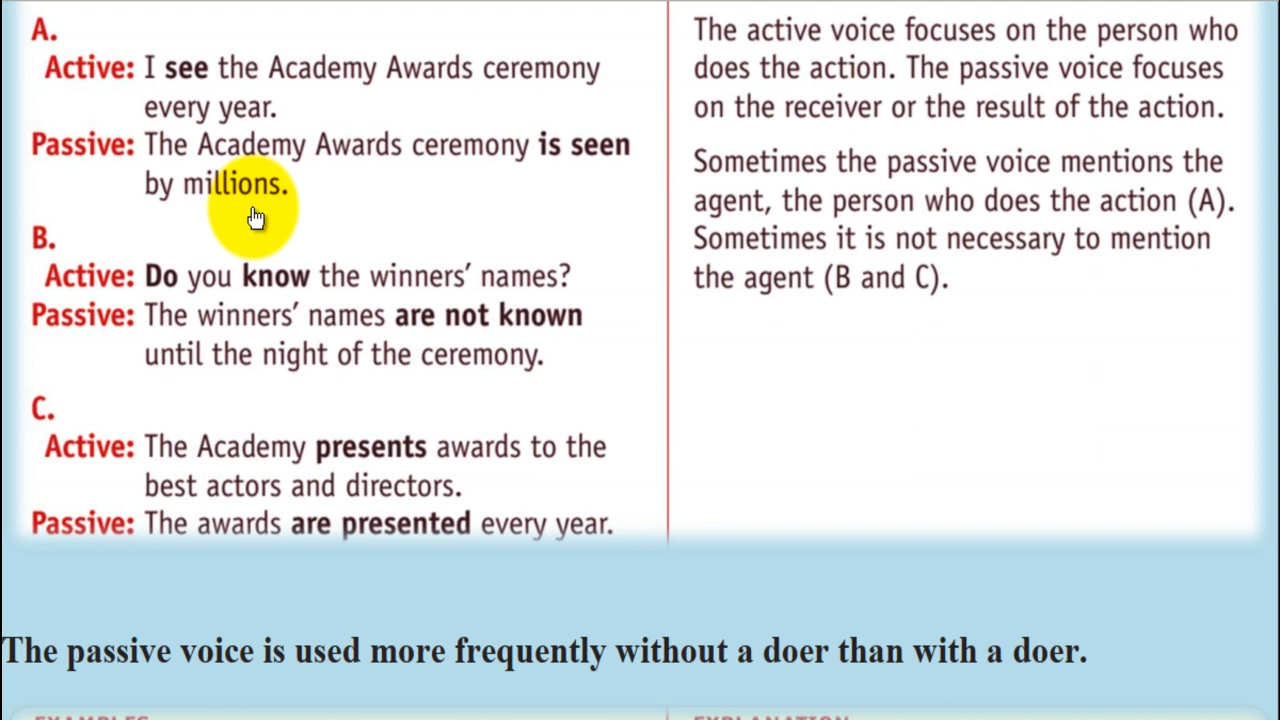 A.
Active: I see the Academy Awards ceremony
every year.
Passive: The Academy Awards ceremony is seen
by millions.
B.
Active: Do you know the winners' names?
Passive: The winners' names are not known
until the night of the ceremony.
C.
Active: The Academy presents awards to the
best actors and directors.
Passive: The awards are presented every year.
The active voice focuses on the person who
does the action. The passive voice focuses
on the receiver or the result of the action.
Sometimes the passive voice mentions the
agent, the person who does the action (A).
Sometimes it is not necessary to mention
the agent (B and C).
The passive voice is used more frequently without a doer than with a doer.
EXAMPLES
EXPLANATION